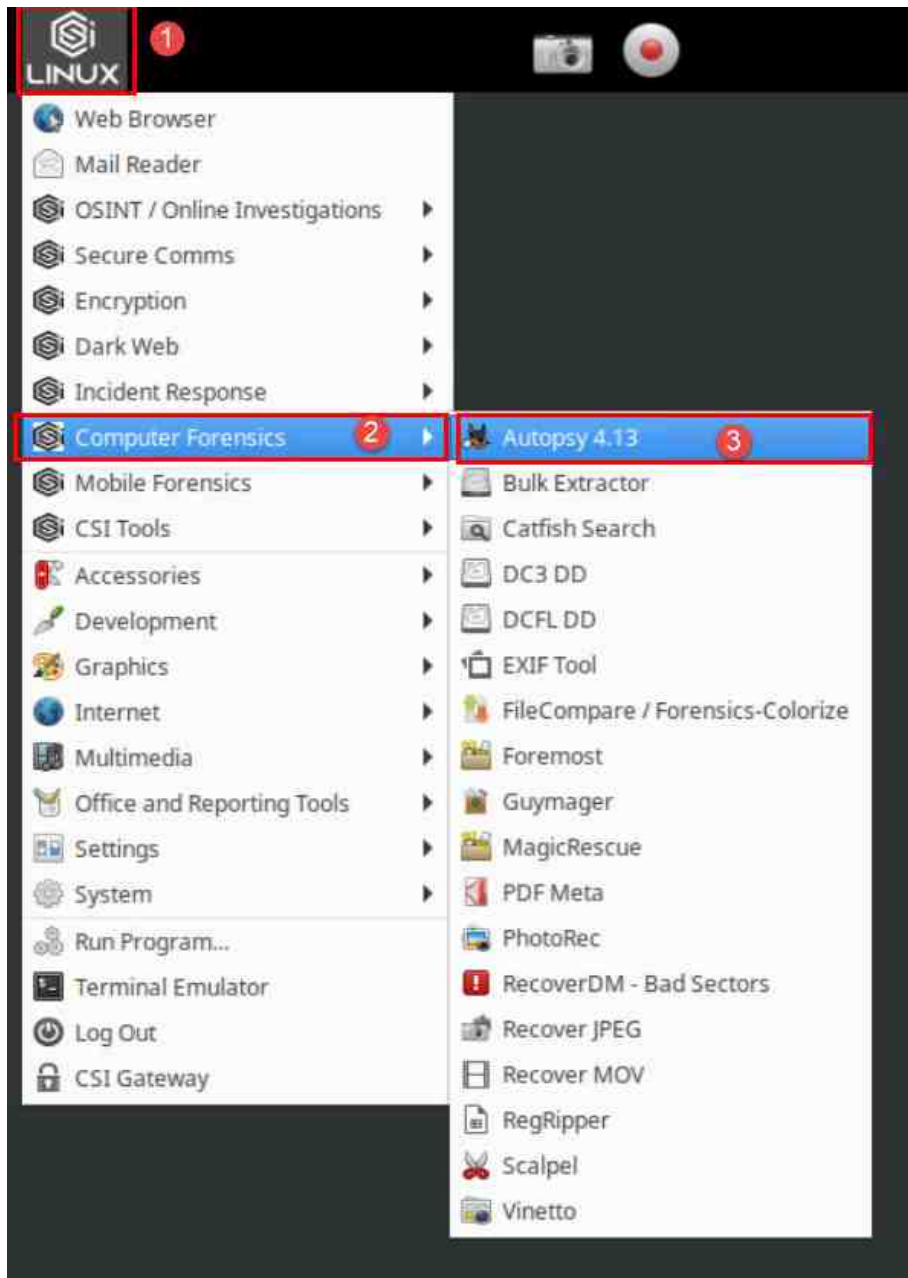 Si
LINUX
1
Web Browser
Mail Reader
OSINT / Online Investigations
Secure Comms
Encryption
Dark Web
Incident Response
Computer Forensics
2
Mobile Forensics
CSI Tools
Accessories
Development
Graphics
Internet
Multimedia
Office and Reporting Tools
Settings
System
Run Program...
Terminal Emulator
Log Out
CSI Gateway
Autopsy 4.13
3
Bulk Extractor
Catfish Search
DC3 DD
DCFL DD
EXIF Tool
FileCompare / Forensics-Colorize
Foremost
Guymager
MagicRescue
PDF Meta
PhotoRec
RecoverDM - Bad Sectors
Recover JPEG
Recover MOV
RegRipper
Scalpel
Vinetto